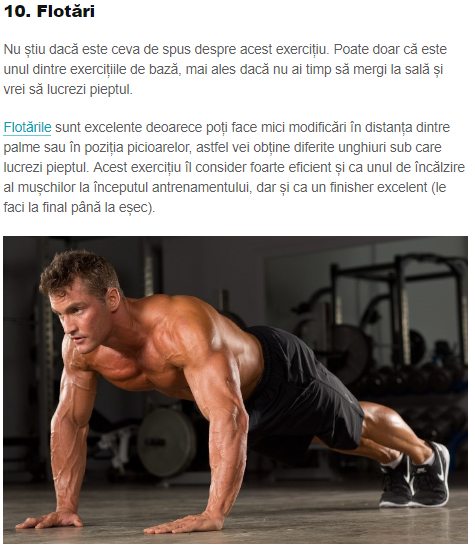 10. Flotări
Nu știu dacă este ceva de spus despre acest exercițiu. Poate doar că este
unul dintre exercițiile de bază, mai ales dacă nu ai timp să mergi la sală și
vrei să lucrezi pieptul.
Flotările sunt excelente deoarece poți face mici modificări în distanța dintre
palme sau în poziția picioarelor, astfel vei obține diferite unghiuri sub care
lucrezi pieptul. Acest exercițiu îl consider foarte eficient și ca unul de încălzire
al mușchilor la începutul antrenamentului, dar și ca un finisher excelent (le
faci la final până la eșec).